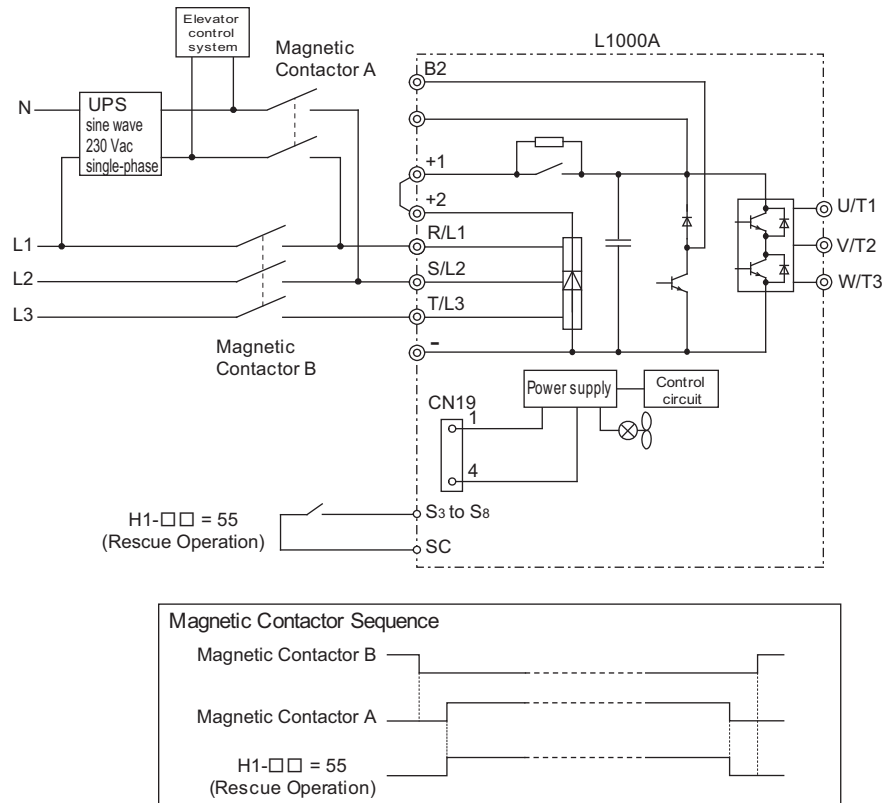 Elevator
control
system
Magnetic
Contactor A
L1000A
B2
N
UPS
sine wave
230 Vac
single-phase
+1
+2
U/T1
L1
R/L1
V/T2
L2
S/L2
W/T3
L3
T/L3
-
Magnetic
Contactor B
Power supply
Control
circuit
CN19
1
4
H1-□□ = 55
(Rescue Operation)
S3 to S8
SC
Magnetic Contactor Sequence
Magnetic Contactor B
Magnetic Contactor A
H1-□□ = 55
(Rescue Operation)